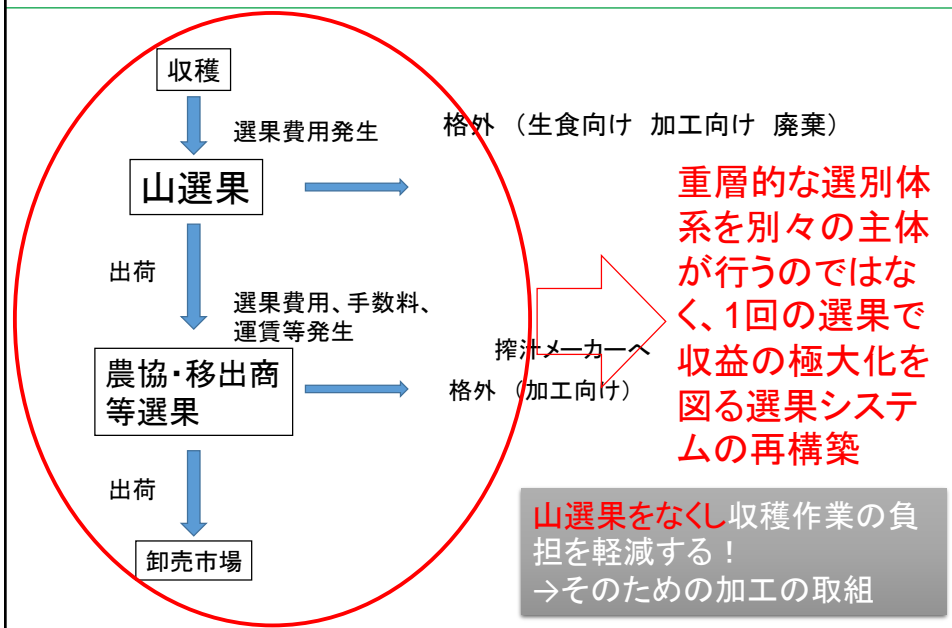 収穫
選果費用発生
格外 (生食向け 加工向け 廃棄)
山選果
出荷
選果費用、手数料、
運賃等発生
搾汁メーカーへ
農協・移出商
等選果
格外 (加工向け)
出荷
卸売市場
重層的な選別体
系を別々の主体
が行うのではな
く、1回の選果で
収益の極大化を
図る選果システ
ムの再構築
山選果をなくし収穫作業の負
担を軽減する!
→そのための加工の取組